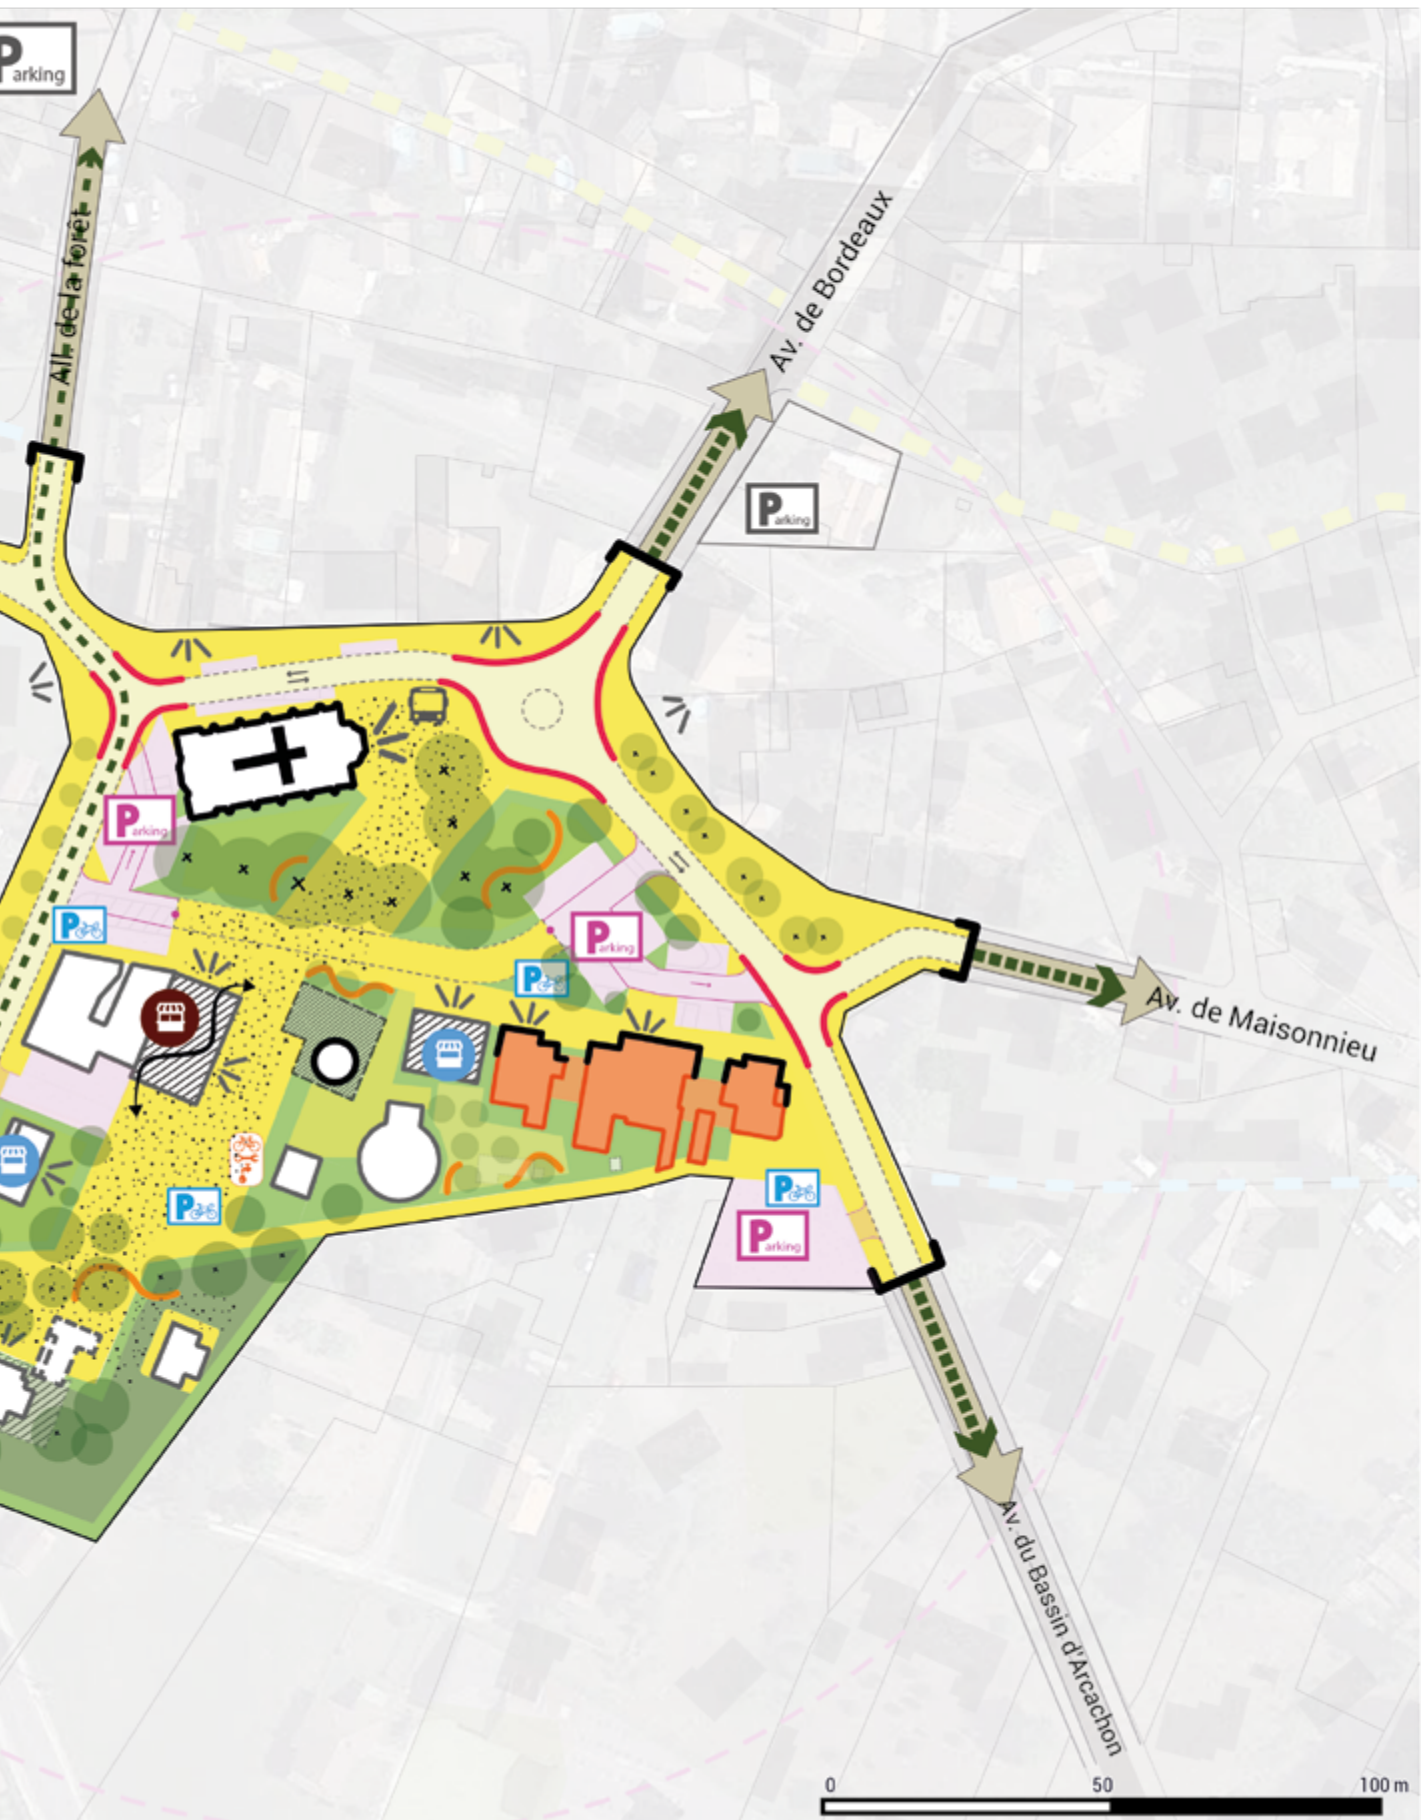 Parking
All. de la forêt
Av. de Bordeaux
Parking
Parking
P
Parking
P
Av. de Maisonnieu
P
P
Parking
Av. du Bassin d'Arcachon
0 50 100 m